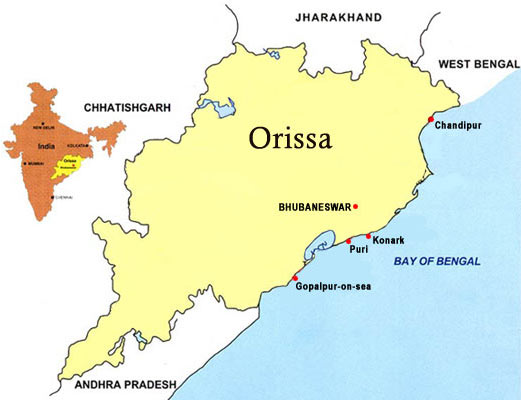 JHARAKHAND
WEST BENGAL
CHHATISHGARH
Chandipur
Orissa
NEW DELHI
India
KOLKATA
Orissa
MUMBAI
CHENNAI
BHUBANESWAR
Konark
Puri
BAY OF BENGAL
Gopalpur-on-sea
ANDHRA PRADESH